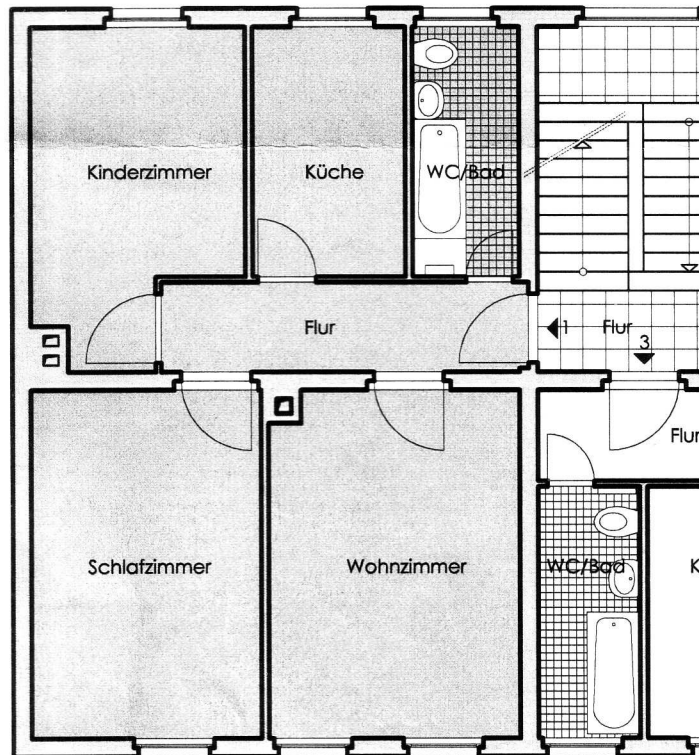 Kinderzimmer
Küche
WC/Bad
Flur
1
Flur
3
Flur
Schlafzimmer
Wohnzimmer
WC/Bad
K